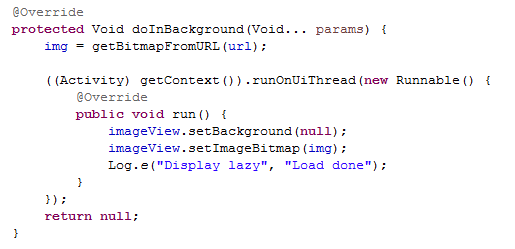 @Override
protected Void doInBackground(Void... params) {
    img = getBitmapFromURL(url);

    ((Activity) getContext()).runOnUiThread(new Runnable() {
        @Override
        public void run() {
            imageView.setBackground(null);
            imageView.setImageBitmap(img);
            Log.e("Display lazy", "Load done");
        }
    });
    return null;
}